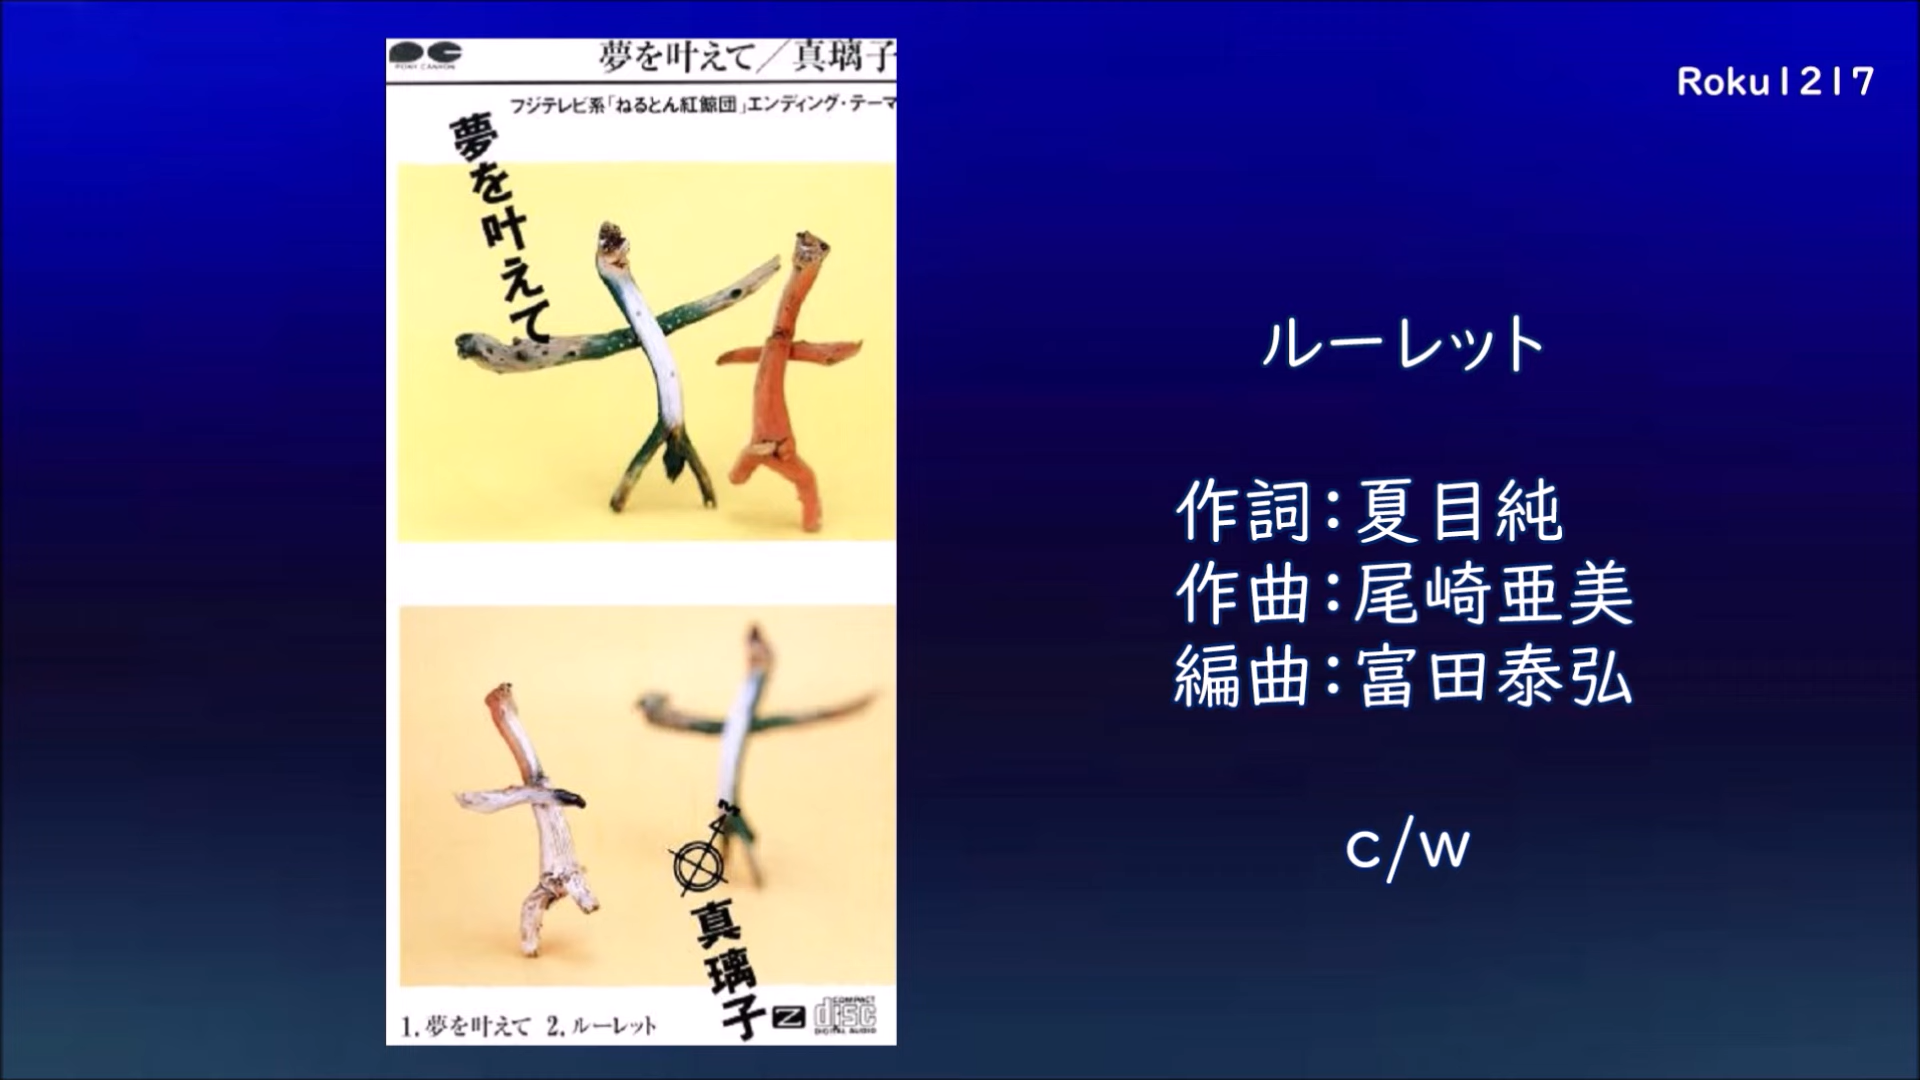 PONY CANYON
夢を叶えて／真璃子
フジテレビ系「ねるとん紅鯨団」エンディング・テーマ
夢を叶えて
真璃子
1.夢を叶えて 2.ルーレット
COMPACT
disc
DIGITAL AUDIO
Roku1217
ルーレット
作詞：夏目純
作曲：尾崎亜美
編曲：富田泰弘
c/w